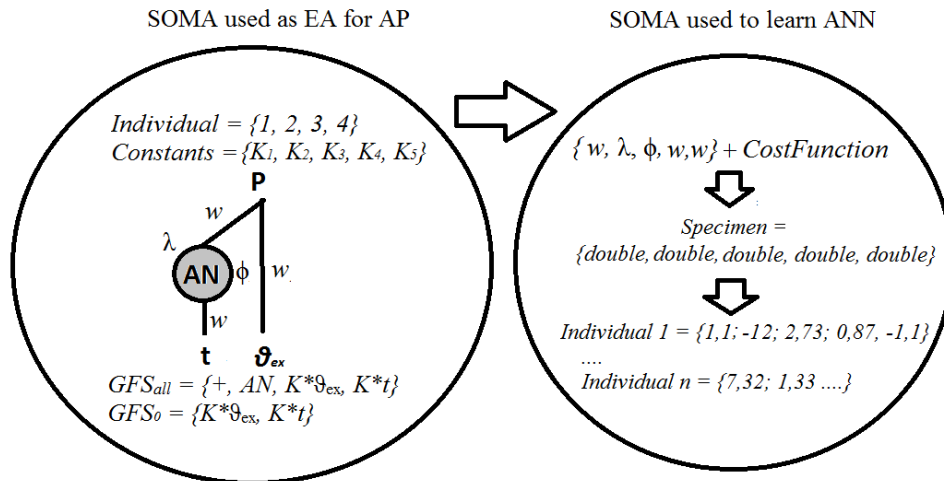 SOMA used as EA for AP
Individual = {1, 2, 3, 4}
Constants = {K₁, K₂, K₃, K₄, K₅}
P
w
λ
AN
ϕ
w
w
t
ϑex
GFSall = {+, AN, K*ϑex, K*t}
GFS₀ = {K*ϑex, K*t}
SOMA used to learn ANN
{ w, λ, ϕ, w,w} + CostFunction
Specimen =
{double, double, double, double, double}
Individual 1 = {1,1; -12; 2,73; 0,87, -1,1}
....
Individual n = {7,32; 1,33 ....}